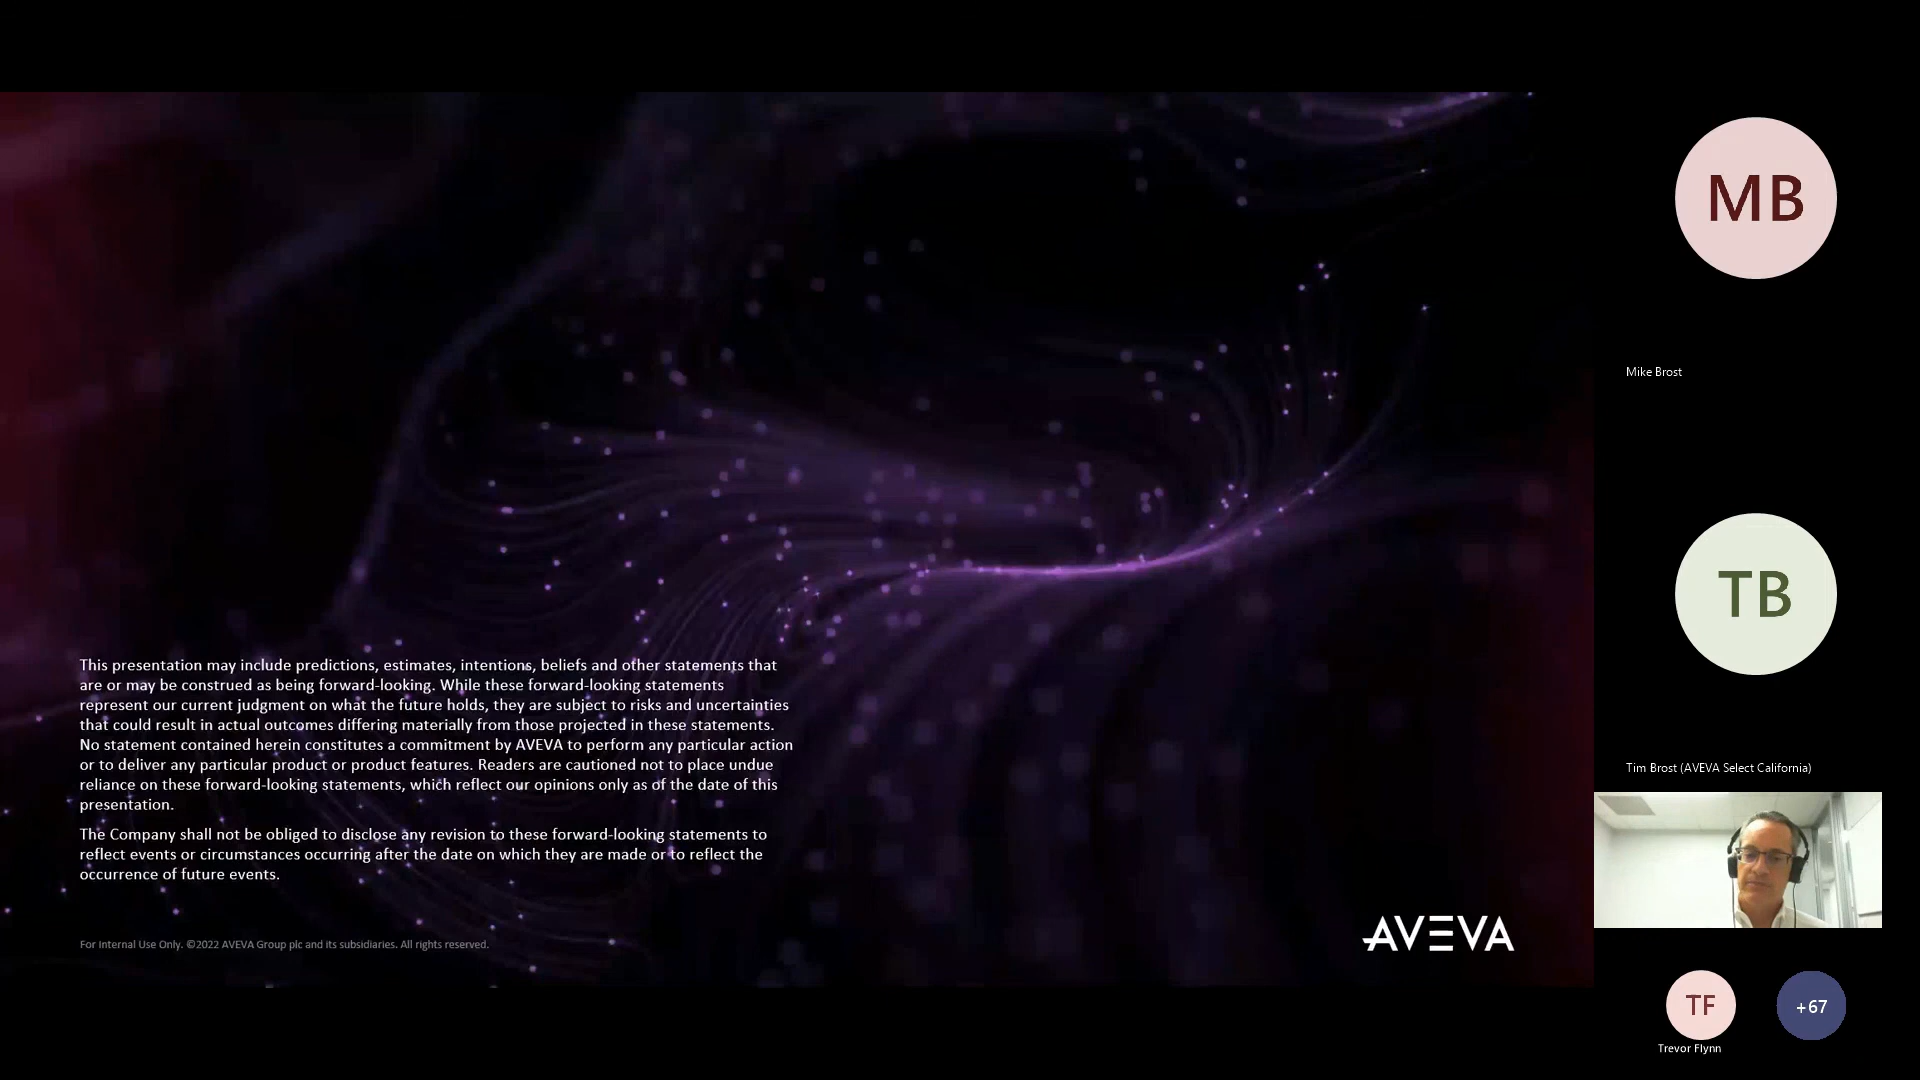 This presentation may include predictions, estimates, intentions, beliefs and other statements that
are or may be construed as being forward-looking. While these forward-looking statements
represent our current judgment on what the future holds, they are subject to risks and uncertainties
that could result in actual outcomes differing materially from those projected in these statements.
No statement contained herein constitutes a commitment by AVEVA to perform any particular action
or to deliver any particular product or product features. Readers are cautioned not to place undue
reliance on these forward-looking statements, which reflect our opinions only as of the date of this
presentation.
The Company shall not be obliged to disclose any revision to these forward-looking statements to
reflect events or circumstances occurring after the date on which they are made or to reflect the
occurrence of future events.
For Internal Use Only. ©2022 AVEVA Group plc and its subsidiaries. All rights reserved.
AVEVA
MB
Mike Brost
TB
Tim Brost (AVEVA Select California)
TF
+67
Trevor Flynn